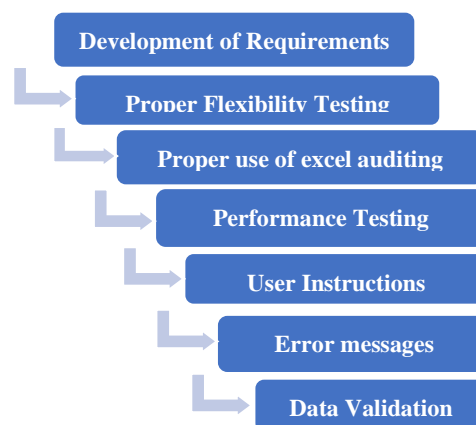 Development of Requirements
Proper Flexibility Testing
Proper use of excel auditing
Performance Testing
User Instructions
Error messages
Data Validation